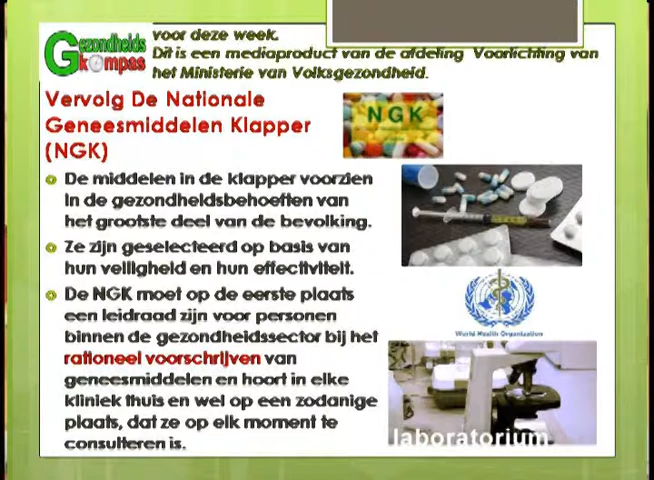 Gezondheids
kompas
voor deze week.
Dit is een mediaproduct van de afdeling Voorlichting van
het Ministerie van Volksgezondheid.
Vervolg De Nationale
Geneesmiddelen Klapper
(NGK)
NGK
De middelen in de klapper voorzien
in de gezondheidsbehoeften van
het grootste deel van de bevolking.
Ze zijn geselecteerd op basis van
hun veiligheid en hun effectiviteit.
De NGK moet op de eerste plaats
een leidraad zijn voor personen
binnen de gezondheidssector bij het
rationeel voorschrijven van
geneesmiddelen en hoort in elke
kliniek thuis en wel op een zodanige
plaats, dat ze op elk moment te
consulteren is.
World Health Organization
laboratorium